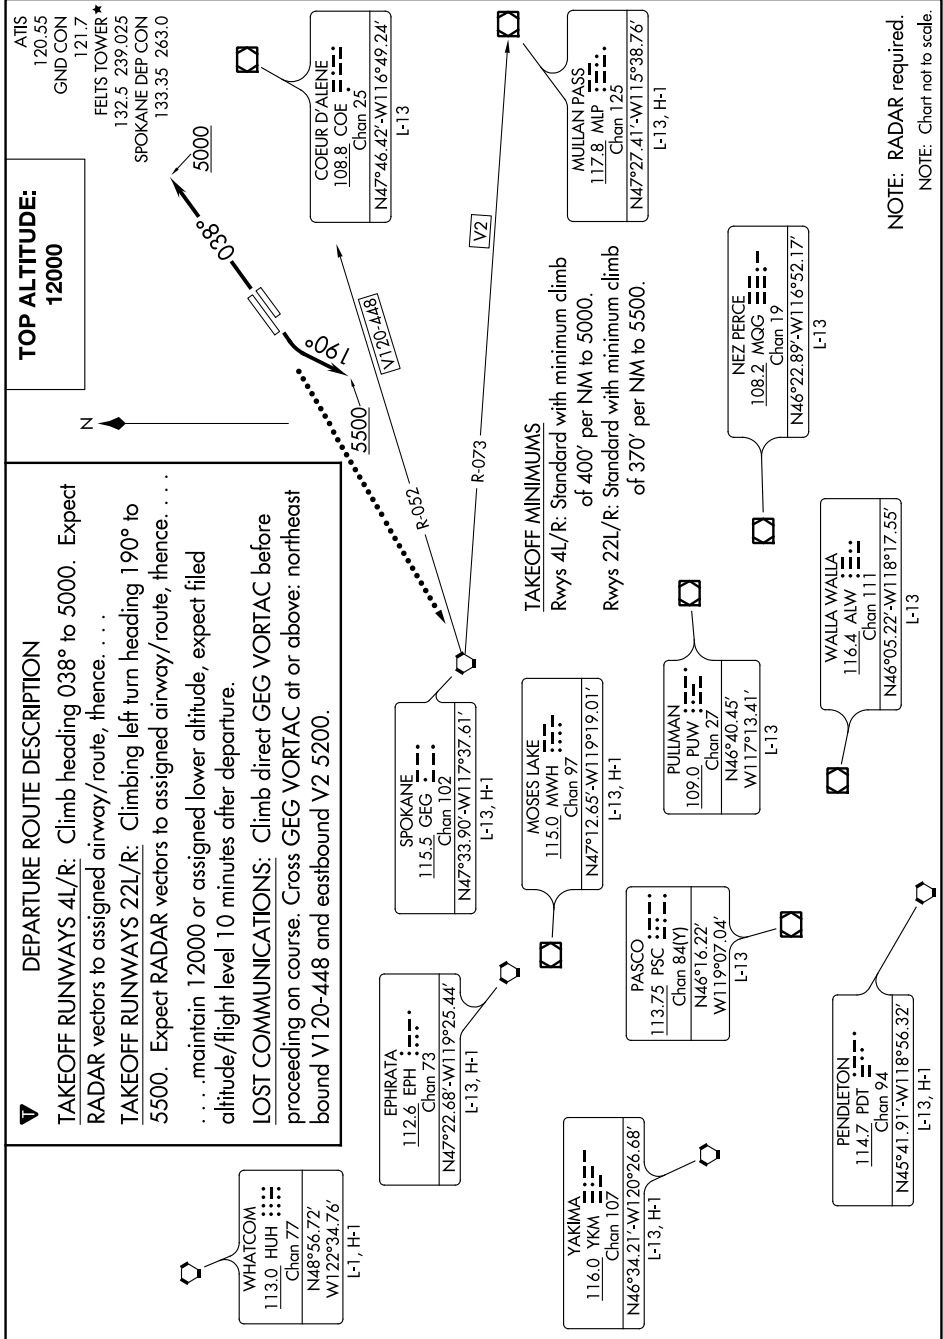 ATIS
120.55
GND CON
121.7
FELTS TOWER★
132.5 239.025
SPOKANE DEP CON
133.35 263.0
TOP ALTITUDE:
12000
DEPARTURE ROUTE DESCRIPTION
TAKEOFF RUNWAYS 4L/R: Climb heading 038° to 5000. Expect
RADAR vectors to assigned airway/route, thence. . . .
TAKEOFF RUNWAYS 22L/R: Climbing left turn heading 190° to
5500. Expect RADAR vectors to assigned airway/route, thence. . . .
. . . .maintain 12000 or assigned lower altitude, expect filed
altitude/flight level 10 minutes after departure.
LOST COMMUNICATIONS: Climb direct GEG VORTAC before
proceeding on course. Cross GEG VORTAC at or above: northeast
bound V120-448 and eastbound V2 5200.
T
N
5000
038°
190°
5500
V120-448
R-052
V2
R-073
COEUR D'ALENE
108.8 COE
Chan 25
N47°46.42'-W116°49.24'
L-13
MULLAN PASS
117.8 MLP
Chan 125
N47°27.41'-W115°38.76'
L-13, H-1
WHATCOM
113.0 HUH
Chan 77
N48°56.72'
W122°34.76'
L-1, H-1
EPHRATA
112.6 EPH
Chan 73
N47°22.68'-W119°25.44'
L-13, H-1
SPOKANE
115.5 GEG
Chan 102
N47°33.90'-W117°37.61'
L-13, H-1
MOSES LAKE
115.0 MWH
Chan 97
N47°12.65'-W119°19.01'
L-13, H-1
TAKEOFF MINIMUMS
Rwys 4L/R: Standard with minimum climb
of 400' per NM to 5000.
Rwys 22L/R: Standard with minimum climb
of 370' per NM to 5500.
YAKIMA
116.0 YKM
Chan 107
N46°34.21'-W120°26.68'
L-13, H-1
PASCO
113.75 PSC
Chan 84(Y)
N46°16.22'
W119°07.04'
L-13
PULLMAN
109.0 PUW
Chan 27
N46°40.45'
W117°13.41'
L-13
NEZ PERCE
108.2 MQG
Chan 19
N46°22.89'-W116°52.17'
L-13
WALLA WALLA
116.4 ALW
Chan 111
N46°05.22'-W118°17.55'
L-13
PENDLETON
114.7 PDT
Chan 94
N45°41.91'-W118°56.32'
L-13, H-1
NOTE: RADAR required.
NOTE: Chart not to scale.